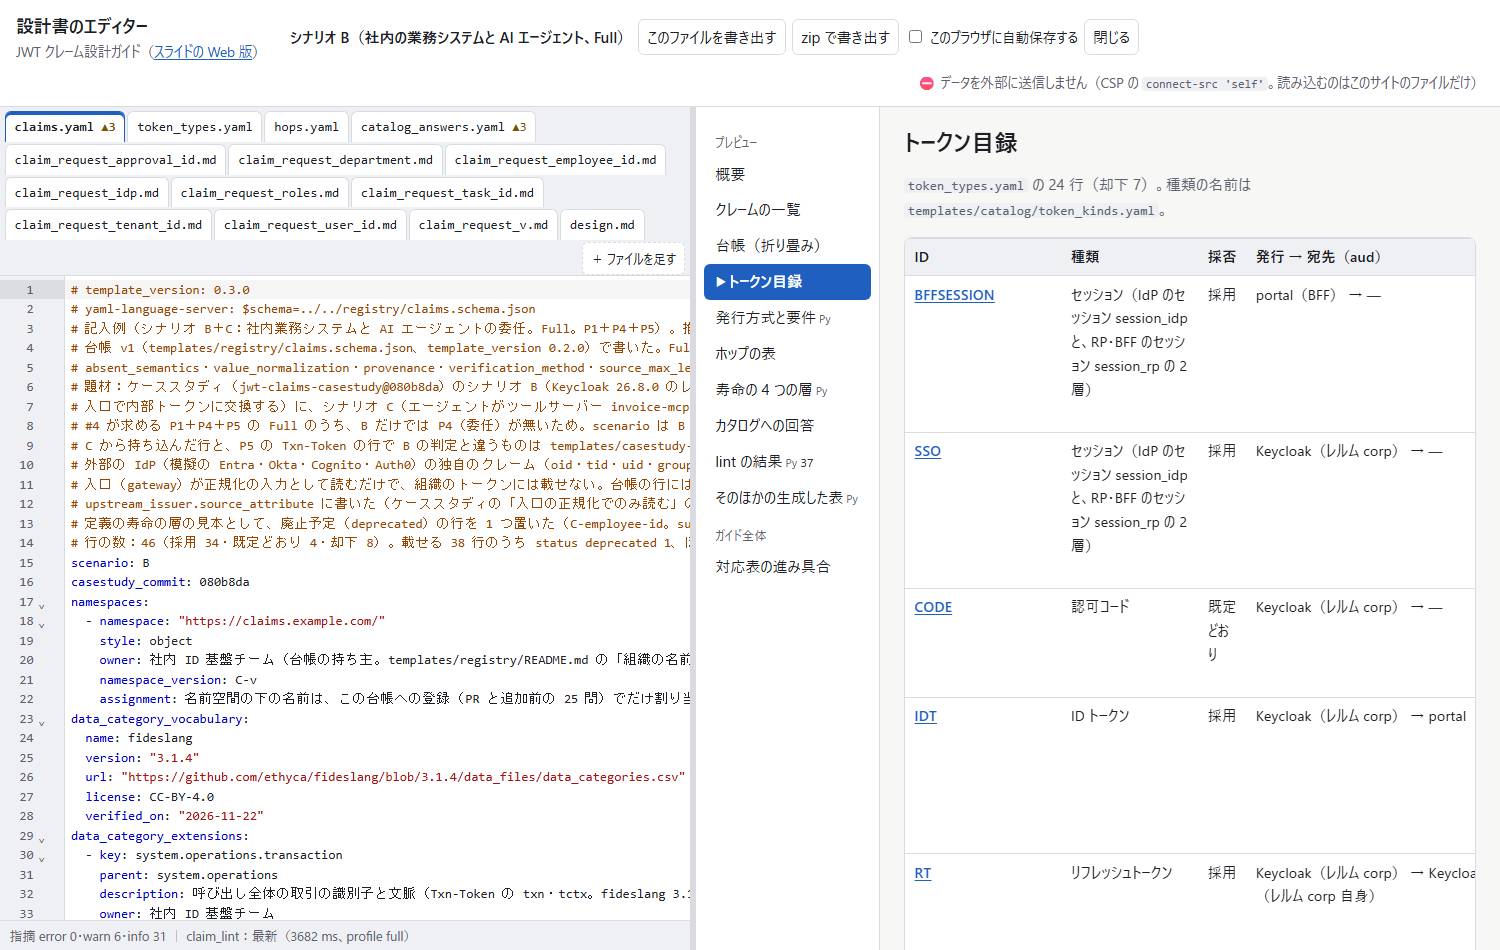 設計書のエディター
JWT クレーム設計ガイド（スライドの Web 版）
シナリオ B（社内の業務システムと AI エージェント、Full）
このファイルを書き出す
zip で書き出す
このブラウザに自動保存する
閉じる
データを外部に送信しません（CSP の connect-src 'self'。読み込むのはこのサイトのファイルだけ）
claims.yaml ▲3
token_types.yaml
hops.yaml
catalog_answers.yaml ▲3
claim_request_approval_id.md
claim_request_department.md
claim_request_employee_id.md
claim_request_idp.md
claim_request_roles.md
claim_request_task_id.md
claim_request_tenant_id.md
claim_request_user_id.md
claim_request_v.md
design.md
+ ファイルを足す
1 # template_version: 0.3.0
2 # yaml-language-server: $schema=../../registry/claims.schema.json
3 # 記入例（シナリオ B＋C：社内業務システムと AI エージェントの委任。Full。P1＋P4＋P5）。推
4 # 台帳 v1（templates/registry/claims.schema.json、template_version 0.2.0）で書いた。Ful
5 # absent_semantics・value_normalization・provenance・verification_method・source_max_le
6 # 題材：ケーススタディ（jwt-claims-casestudy@080b8da）のシナリオ B（Keycloak 26.8.0 のレ
7 # 入口で内部トークンに交換する）に、シナリオ C（エージェントがツールサーバー invoice-mcp
8 # #4 が求める P1＋P4＋P5 の Full のうち、B だけでは P4（委任）が無いため。scenario は B
9 # C から持ち込んだ行と、P5 の Txn-Token の行で B の判定と違うものは templates/casestudy-
10 # 外部の IdP（模擬の Entra・Okta・Cognito・Auth0）の独自のクレーム（oid・tid・uid・group
11 # 入口（gateway）が正規化の入力として読むだけで、組織のトークンには載せない。台帳の行には
12 # upstream_issuer.source_attribute に書いた（ケーススタディの「入口の正規化でのみ読む」の
13 # 定義の寿命の層の見本として、廃止予定（deprecated）の行を 1 つ置いた（C-employee-id。su
14 # 行の数：46（採用 34・既定どおり 4・却下 8）。載せる 38 行のうち status deprecated 1、ほ
15 scenario: B
16 casestudy_commit: 080b8da
17 namespaces:
18 - namespace: "https://claims.example.com/"
19 style: object
20 owner: 社内 ID 基盤チーム（台帳の持ち主。templates/registry/README.md の「組織の名前
21 namespace_version: C-v
22 assignment: 名前空間の下の名前は、この台帳への登録（PR と追加前の 25 問）でだけ割り当
23 data_category_vocabulary:
24 name: fideslang
25 version: "3.1.4"
26 url: "https://github.com/ethyca/fideslang/blob/3.1.4/data_files/data_categories.csv"
27 license: CC-BY-4.0
28 verified_on: "2026-11-22"
29 data_category_extensions:
30 - key: system.operations.transaction
31 parent: system.operations
32 description: 呼び出し全体の取引の識別子と文脈（Txn-Token の txn・tctx。fideslang 3.1
33 owner: 社内 ID 基盤チーム
指摘 error 0・warn 6・info 31 | claim_lint：最新（3682 ms、profile full）
プレビュー
概要
クレームの一覧
台帳（折り畳み）
▶トークン目録
発行方式と要件 Py
ホップの表
寿命の 4 つの層 Py
カタログへの回答
lint の結果 Py 37
そのほかの生成した表 Py
ガイド全体
対応表の進み具合
トークン目録
token_types.yaml の 24 行（却下 7）。種類の名前は
templates/catalog/token_kinds.yaml。
ID 種類 採否 発行 → 宛先（aud）
BFFSESSION セッション（IdP のセ 採用 portal（BFF） → —
ッション session_idp
と、RP・BFF のセッシ
ョン session_rp の 2
層）
SSO セッション（IdP のセ 採用 Keycloak（レルム corp） → —
ッション session_idp
と、RP・BFF のセッシ
ョン session_rp の 2
層）
CODE 認可コード 既定 Keycloak（レルム corp） → —
どお
り
IDT ID トークン 採用 Keycloak（レルム corp） → portal
RT リフレッシュトークン 採用 Keycloak（レルム corp） → Keycloa
（レルム corp 自身）